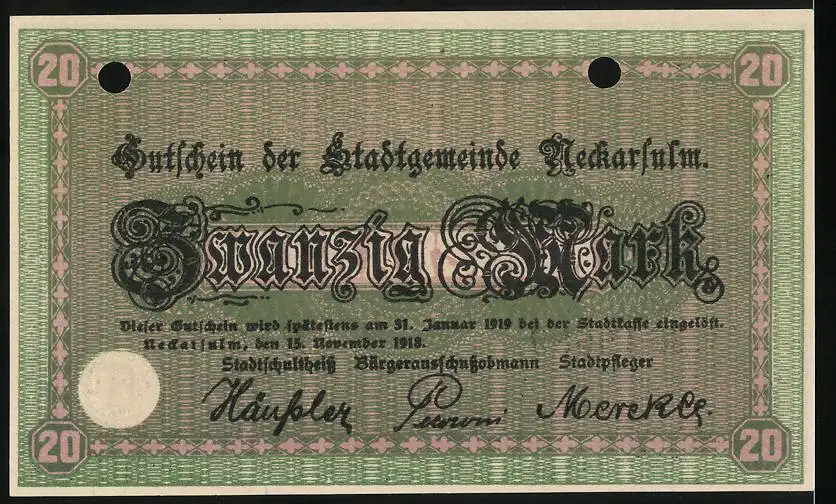 20 20
Gutschein der Stadtgemeinde Neckarsulm.
Zwanzig Mark
Dieser Gutschein wird spätestens am 31. Januar 1919 bei der Stadtkasse eingelöst.
Neckarsulm, den 15. November 1918.
Stadtschultheiß Bürgerausschußobmann Stadtpfleger
Häußler Merckle.
20 20